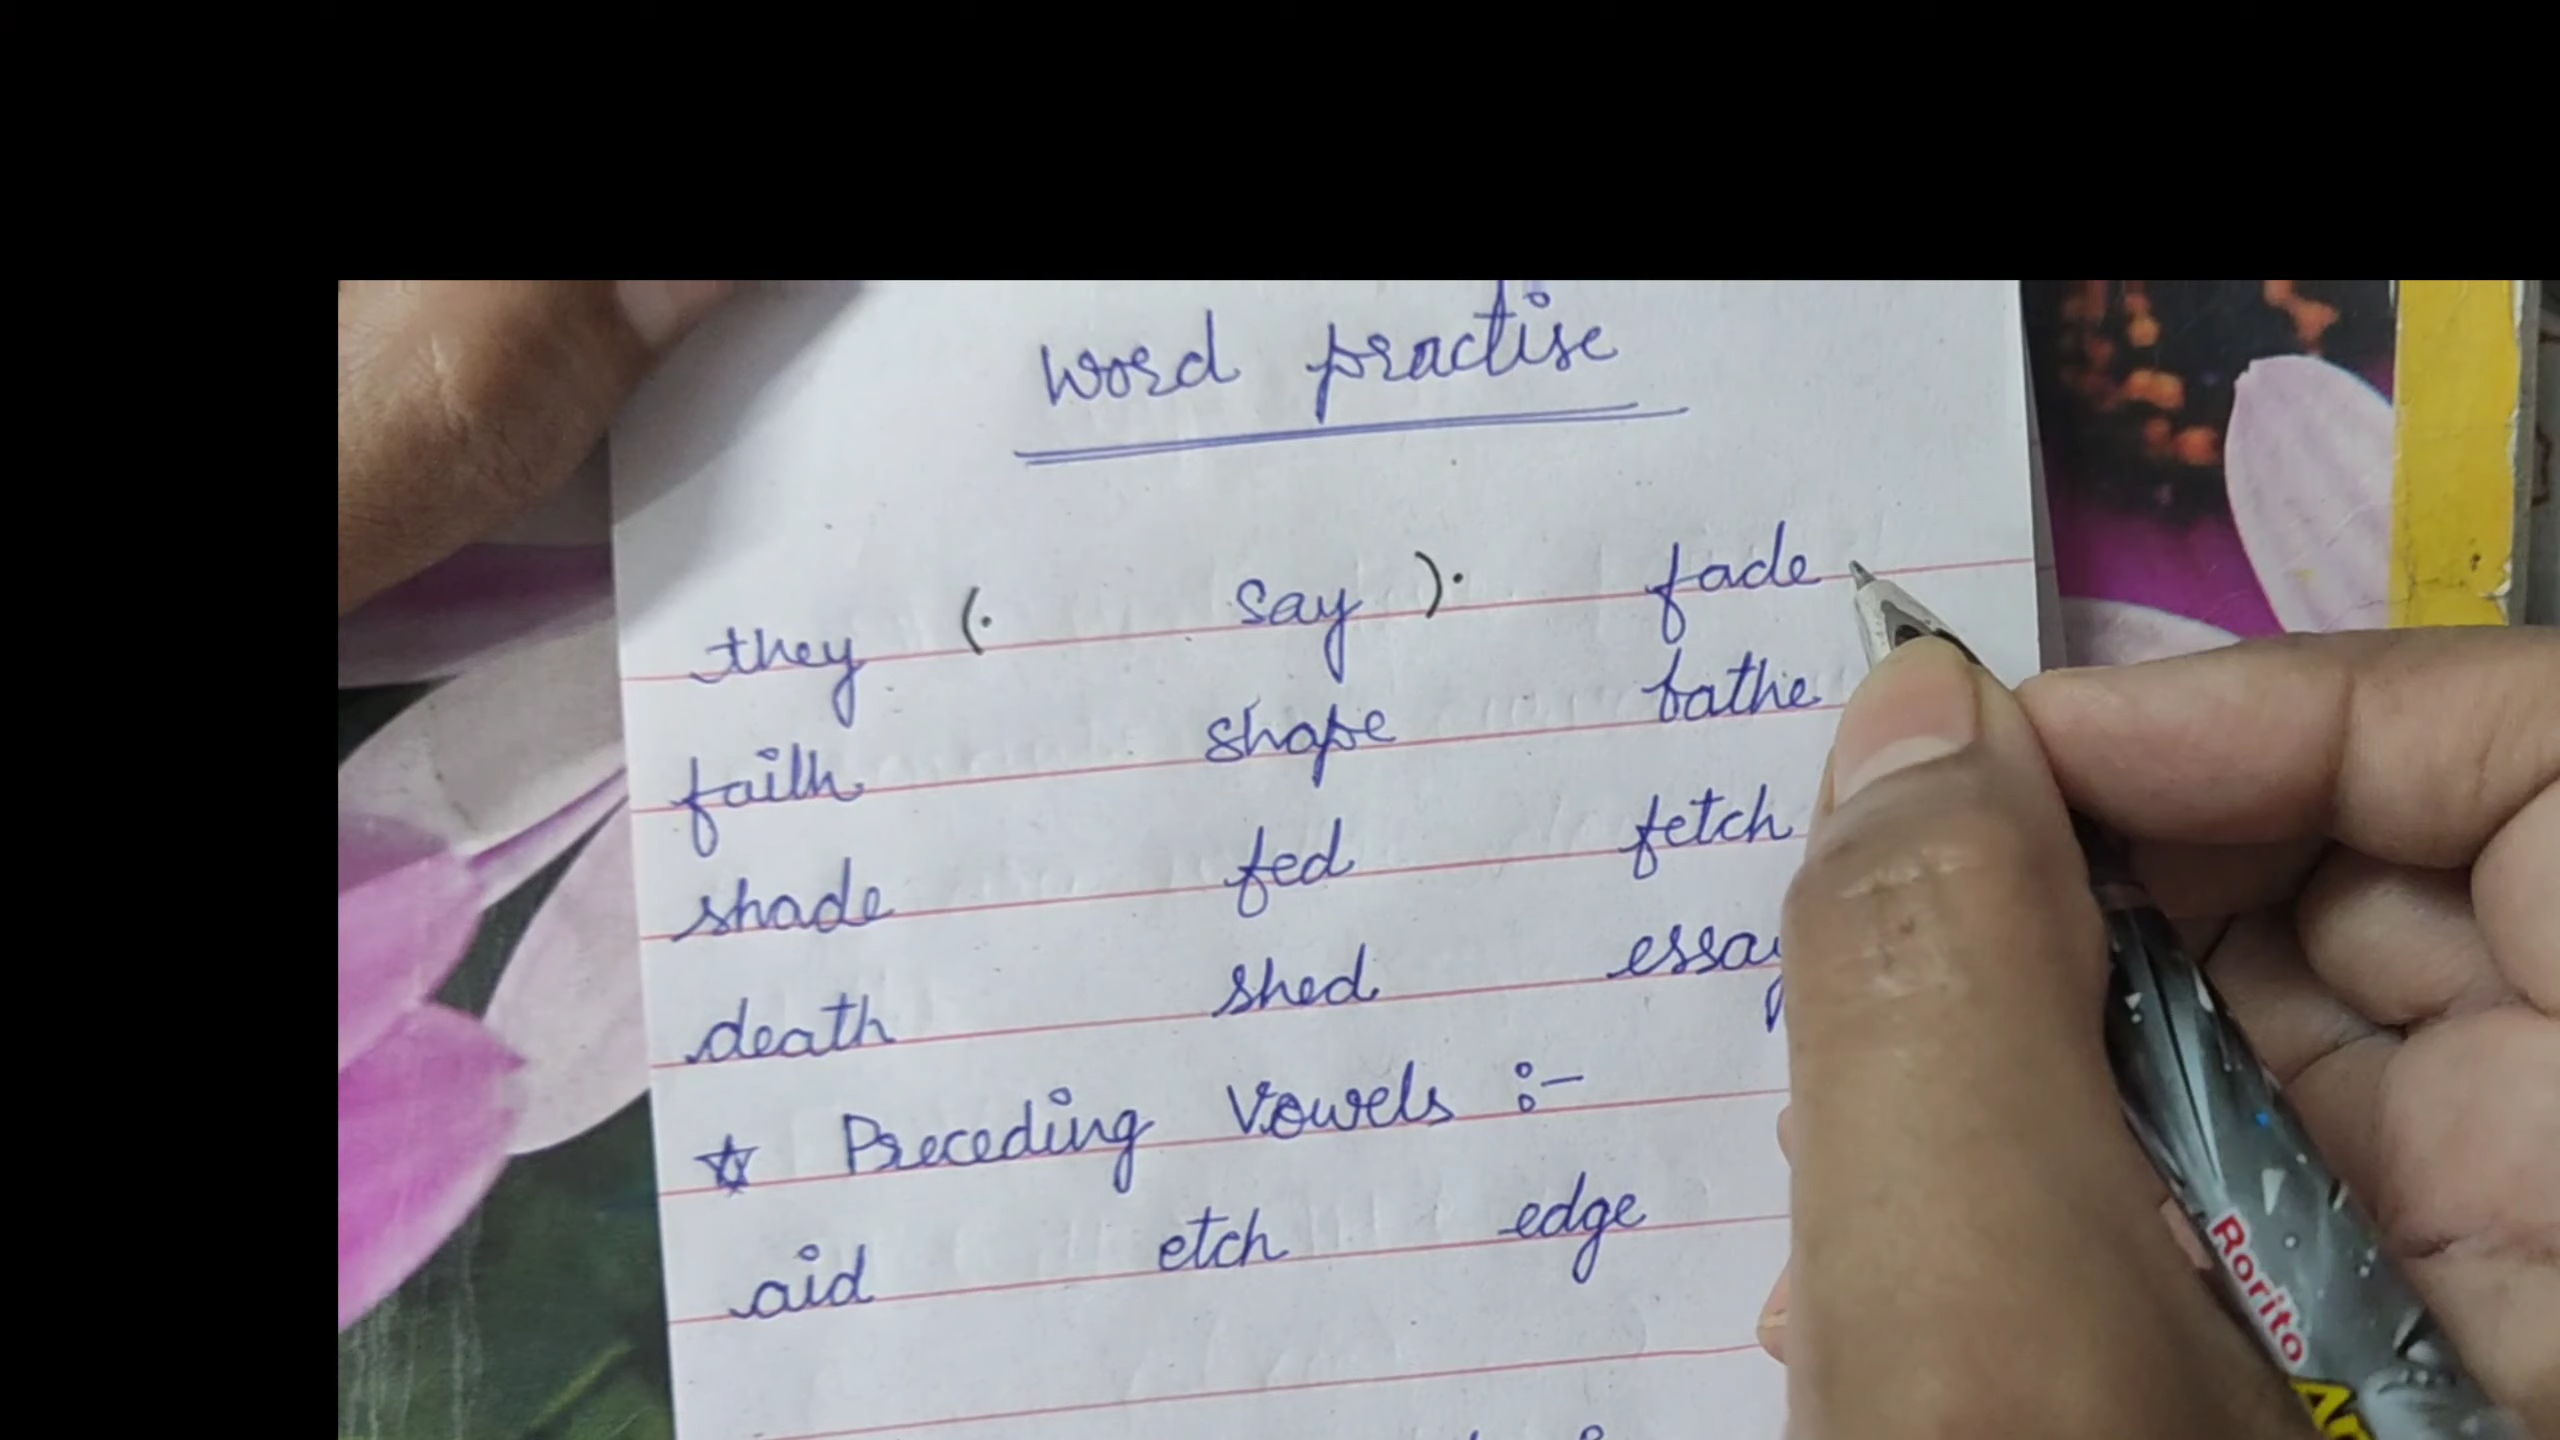 Word practise
they (· say )· fade
faith shape bathe
shade fed fetch
death shed essay
☆ Preceding Vowels :-
aid etch edge
Rorito